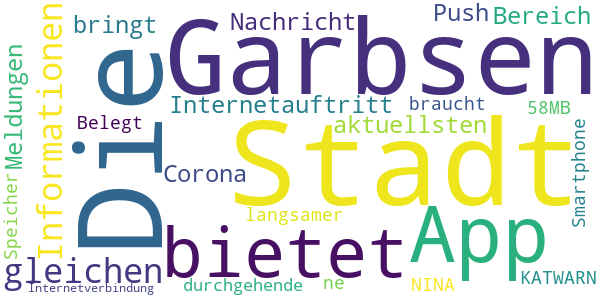 bringt
Nachricht
Push
Bereich
Garbsen
Die
Informationen
Meldungen
Internetauftritt
braucht
58MB
Belegt
aktuellsten
Stadt
Smartphone
Speicher
Corona
langsamer
App
bietet
gleichen
KATWARN
NINA
ne
durchgehende
Internetverbindung